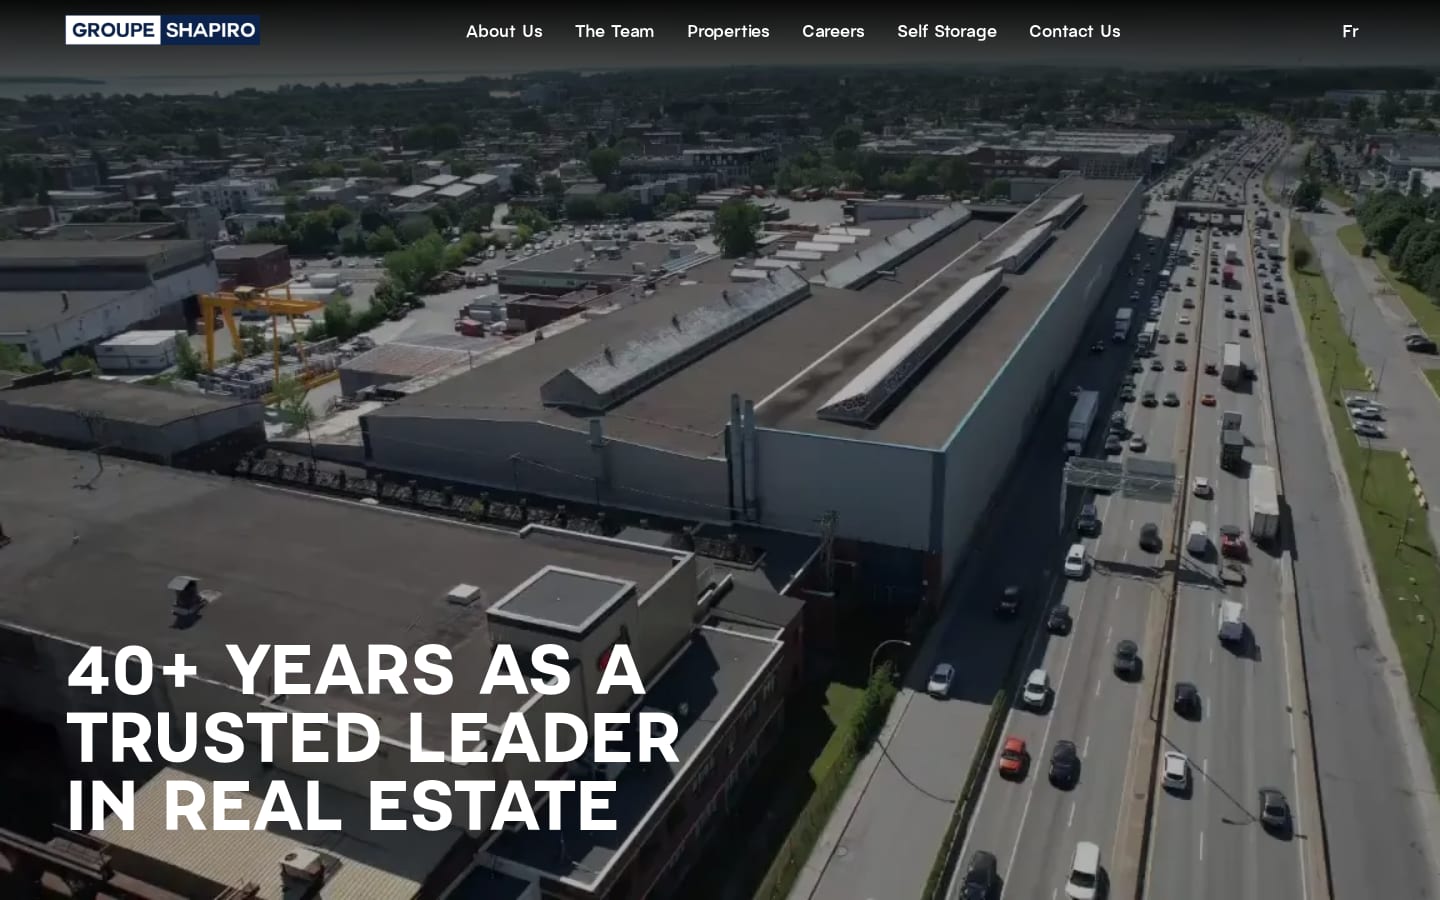 GROUPE SHAPIRO
About Us
The Team
Properties
Careers
Self Storage
Contact Us
Fr
40+ YEARS AS A
TRUSTED LEADER
IN REAL ESTATE